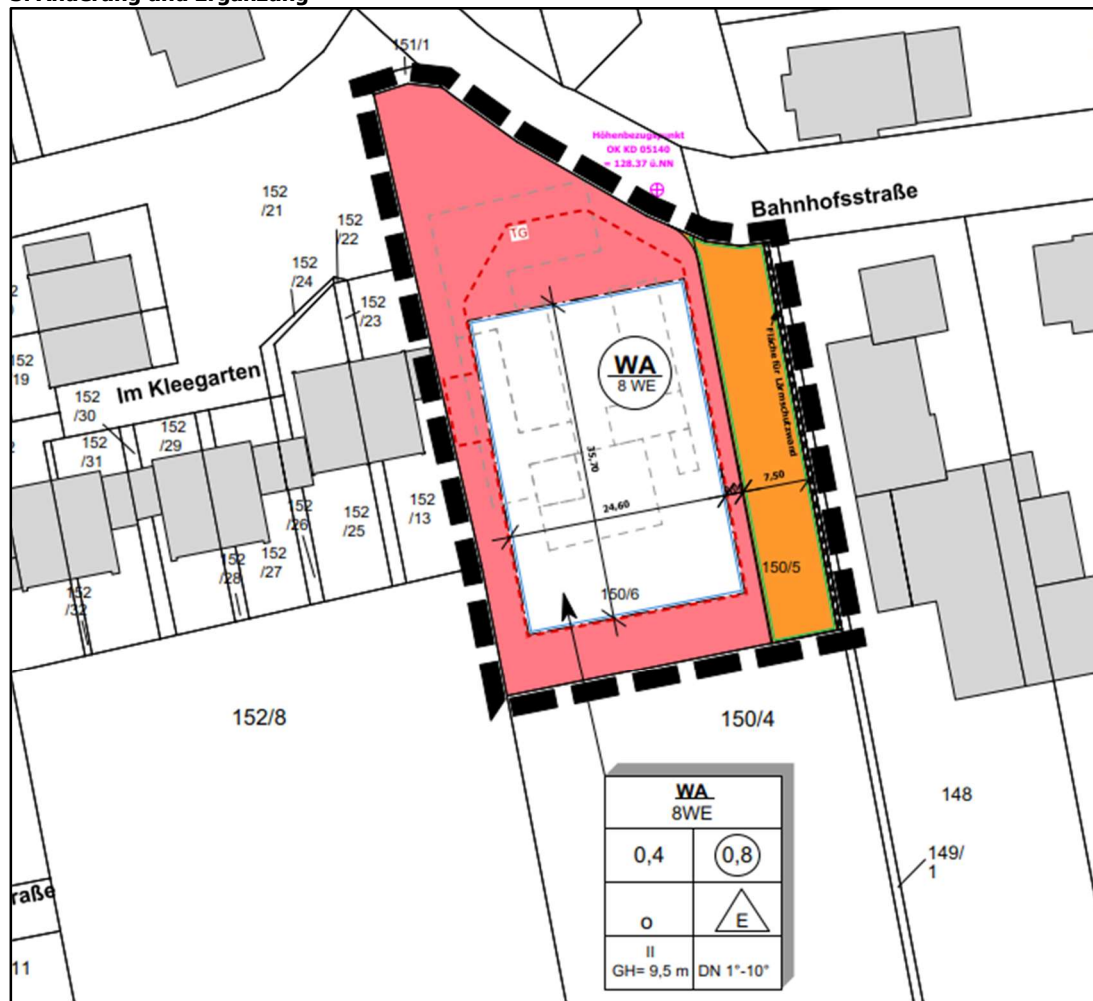 151/1
Höhenbezugspunkt
OK KD 05140
= 128.37 ü.NN
Bahnhofsstraße
152
/21
152
/22
152
/24
152
/23
TG
152
/19
Im Kleegarten
152
/30
152
/31
152
/29
WA
8 WE
Fläche für Lärmschutzwand
35,70
24,60
7,50
152
/13
152
/25
152
/26
152
/27
152
/28
152
/32
150/5
150/6
152/8
150/4
148
149/
1
WA
8WE
0,4
0,8
o
E
II
GH= 9,5 m
DN 1°-10°
raße
11